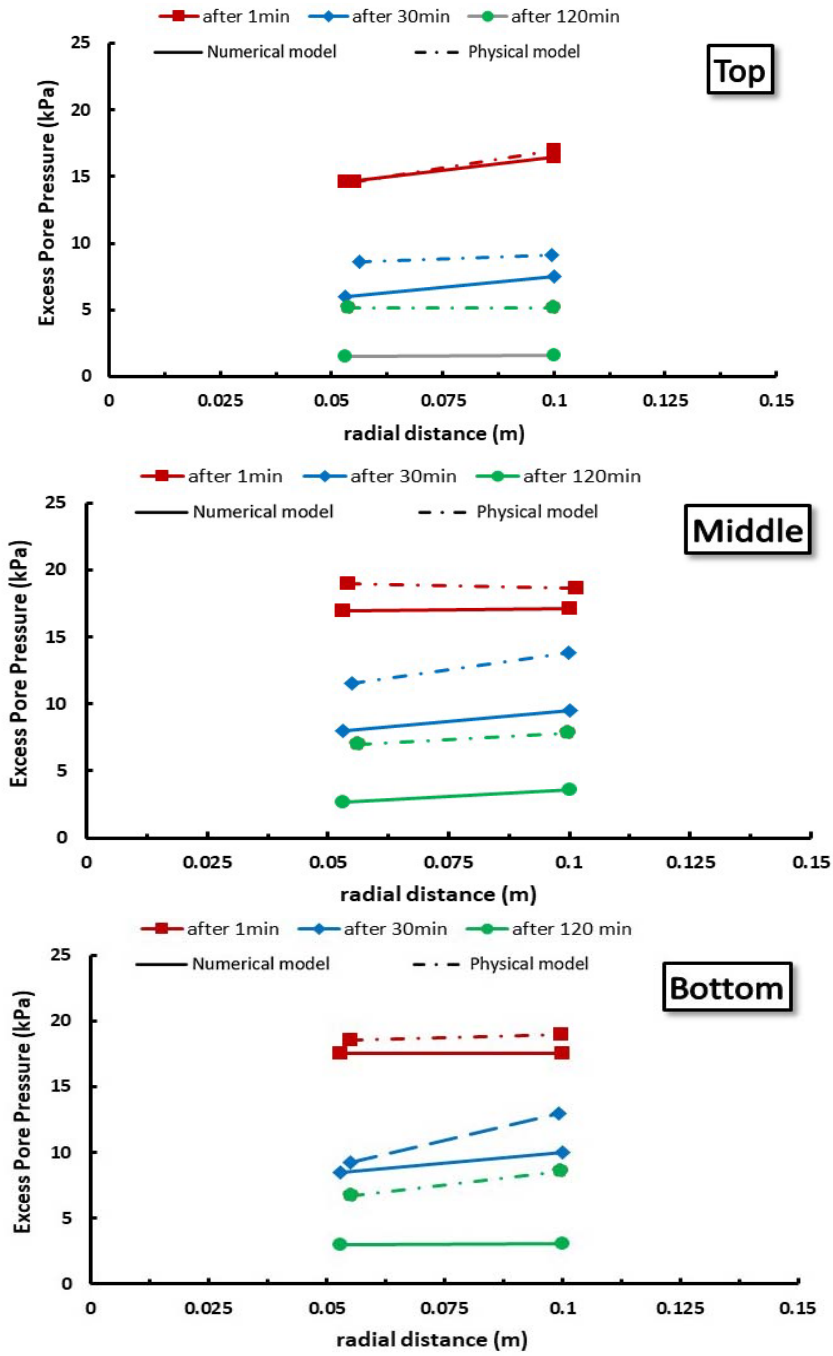 after 1min after 30min after 120min
Numerical model Physical model
Top
Excess Pore Pressure (kPa)
25
20
15
10
5
0
0 0.025 0.05 0.075 0.1 0.125 0.15
radial distance (m)
after 1min after 30min after 120min
Numerical model Physical model
Middle
Excess Pore Pressure (kPa)
25
20
15
10
5
0
0 0.025 0.05 0.075 0.1 0.125 0.15
radial distance (m)
after 1min after 30min after 120 min
Numerical model Physical model
Bottom
Excess Pore Pressure (kPa)
25
20
15
10
5
0
0 0.025 0.05 0.075 0.1 0.125 0.15
radial distance (m)